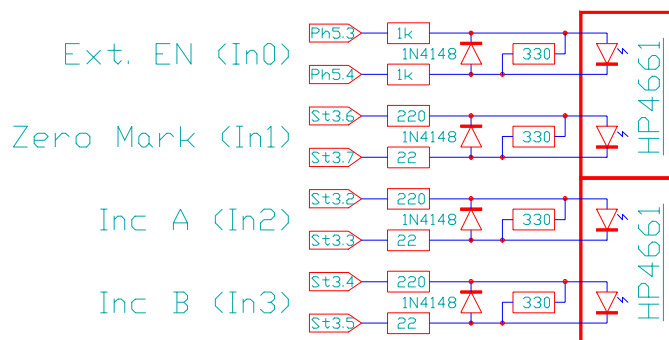 Ph5.3 1k
Ext. EN (In0) 1N4148 330 HP4661
Ph5.4 1k
St3.6 220
Zero Mark (In1) 1N4148 330
St3.7 22
St3.2 220
Inc A (In2) 1N4148 330 HP4661
St3.3 22
St3.4 220
Inc B (In3) 1N4148 330
St3.5 22